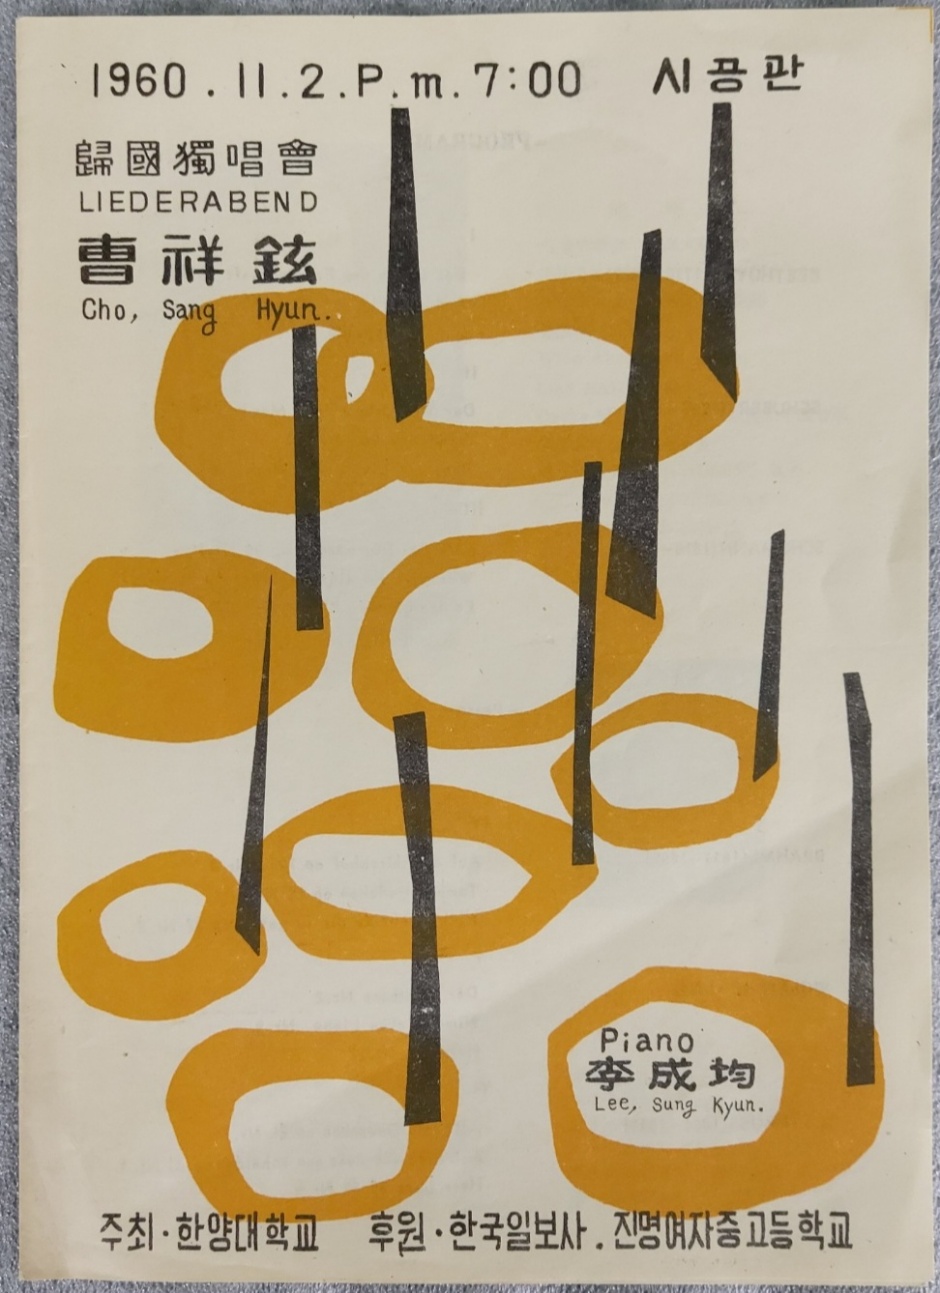 1960.11.2.P.m.7:00 시공관
歸國獨唱會
LIEDERABEND
曺祥鉉
Cho, Sang Hyun.
Piano
李成均
Lee, Sung Kyun.
주최·한양대학교 후원·한국일보사.진명여자중고등학교